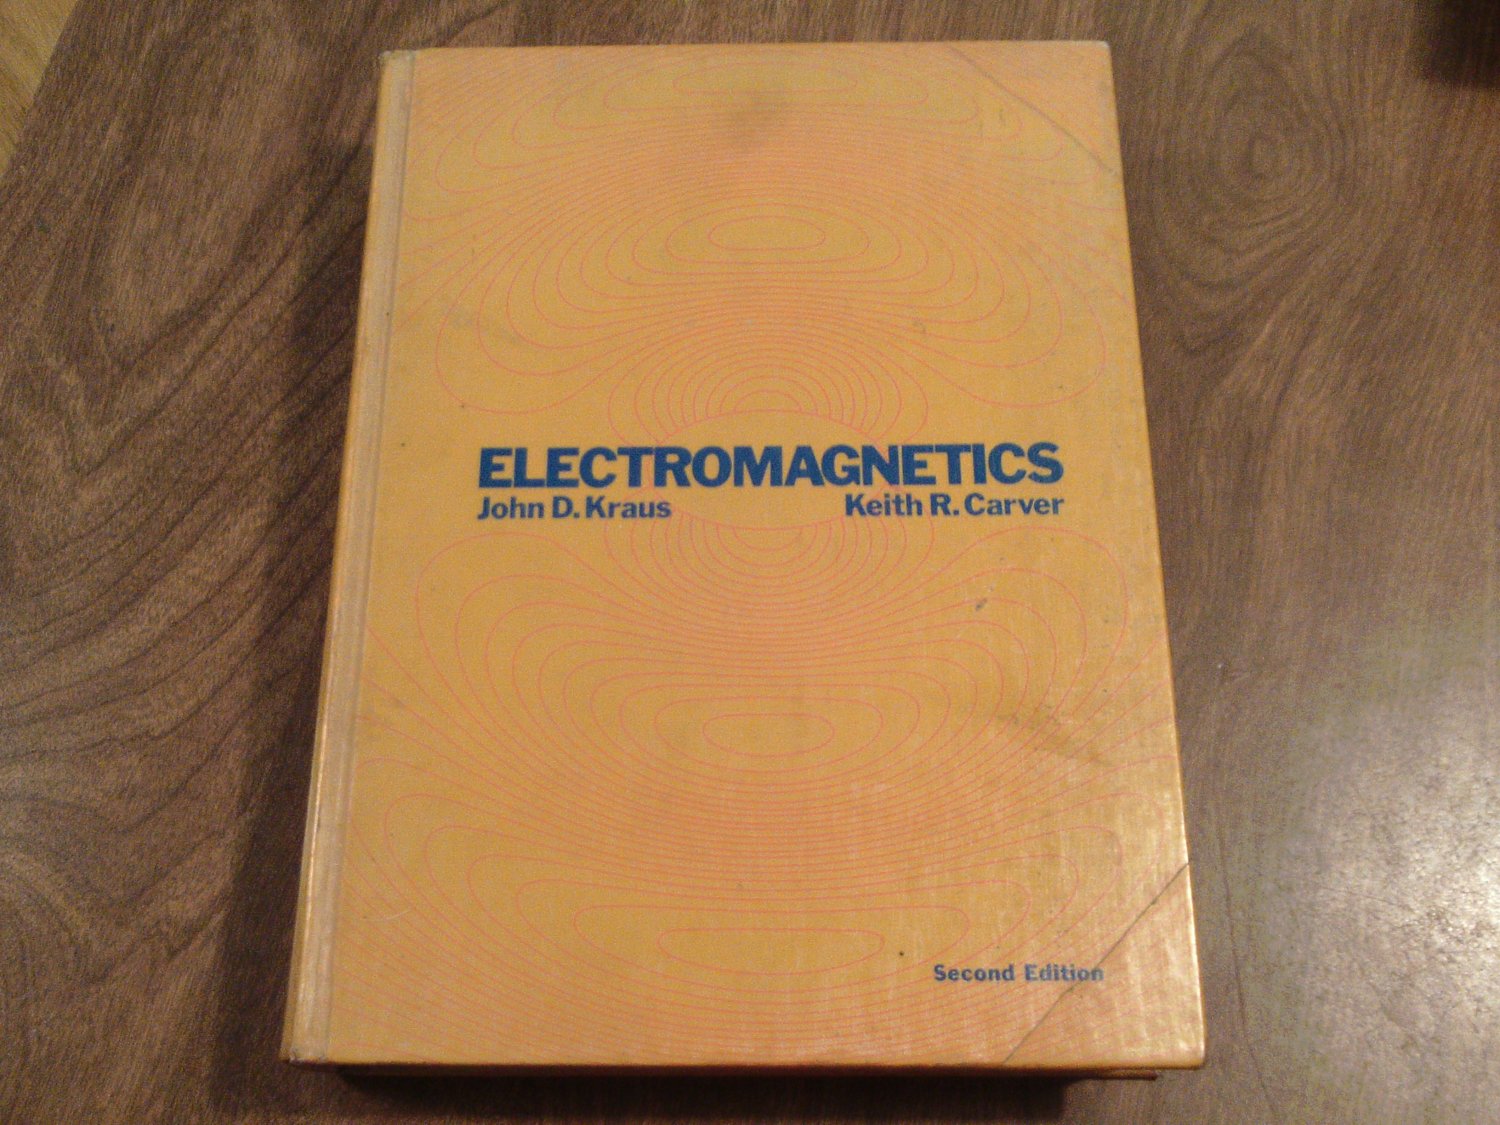 ELECTROMAGNETICS
John D. Kraus Keith R. Carver
Second Edition